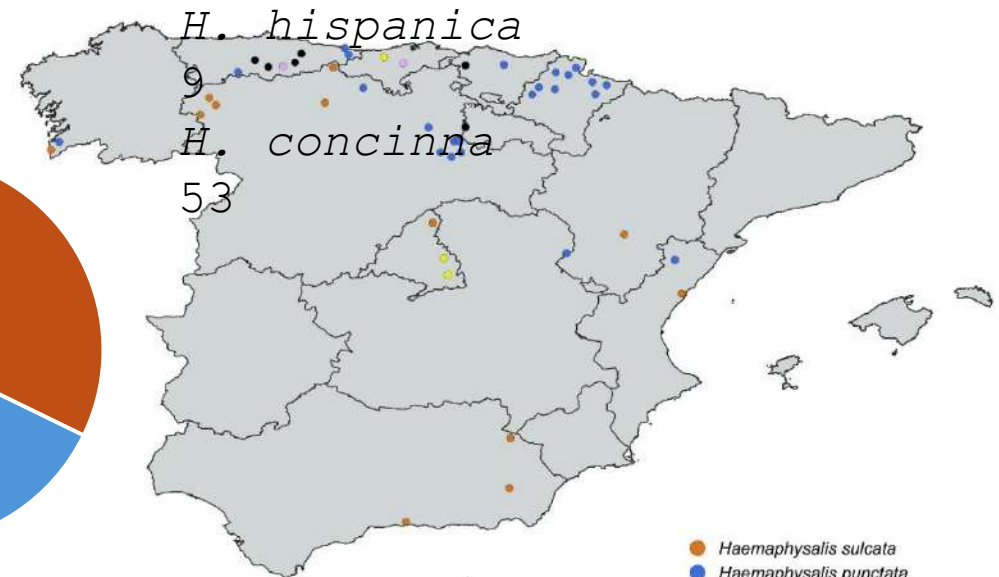 H. hispanica
9
H. concinna
53
Haemaphysalis sulcata
Haemaphysalis punctata